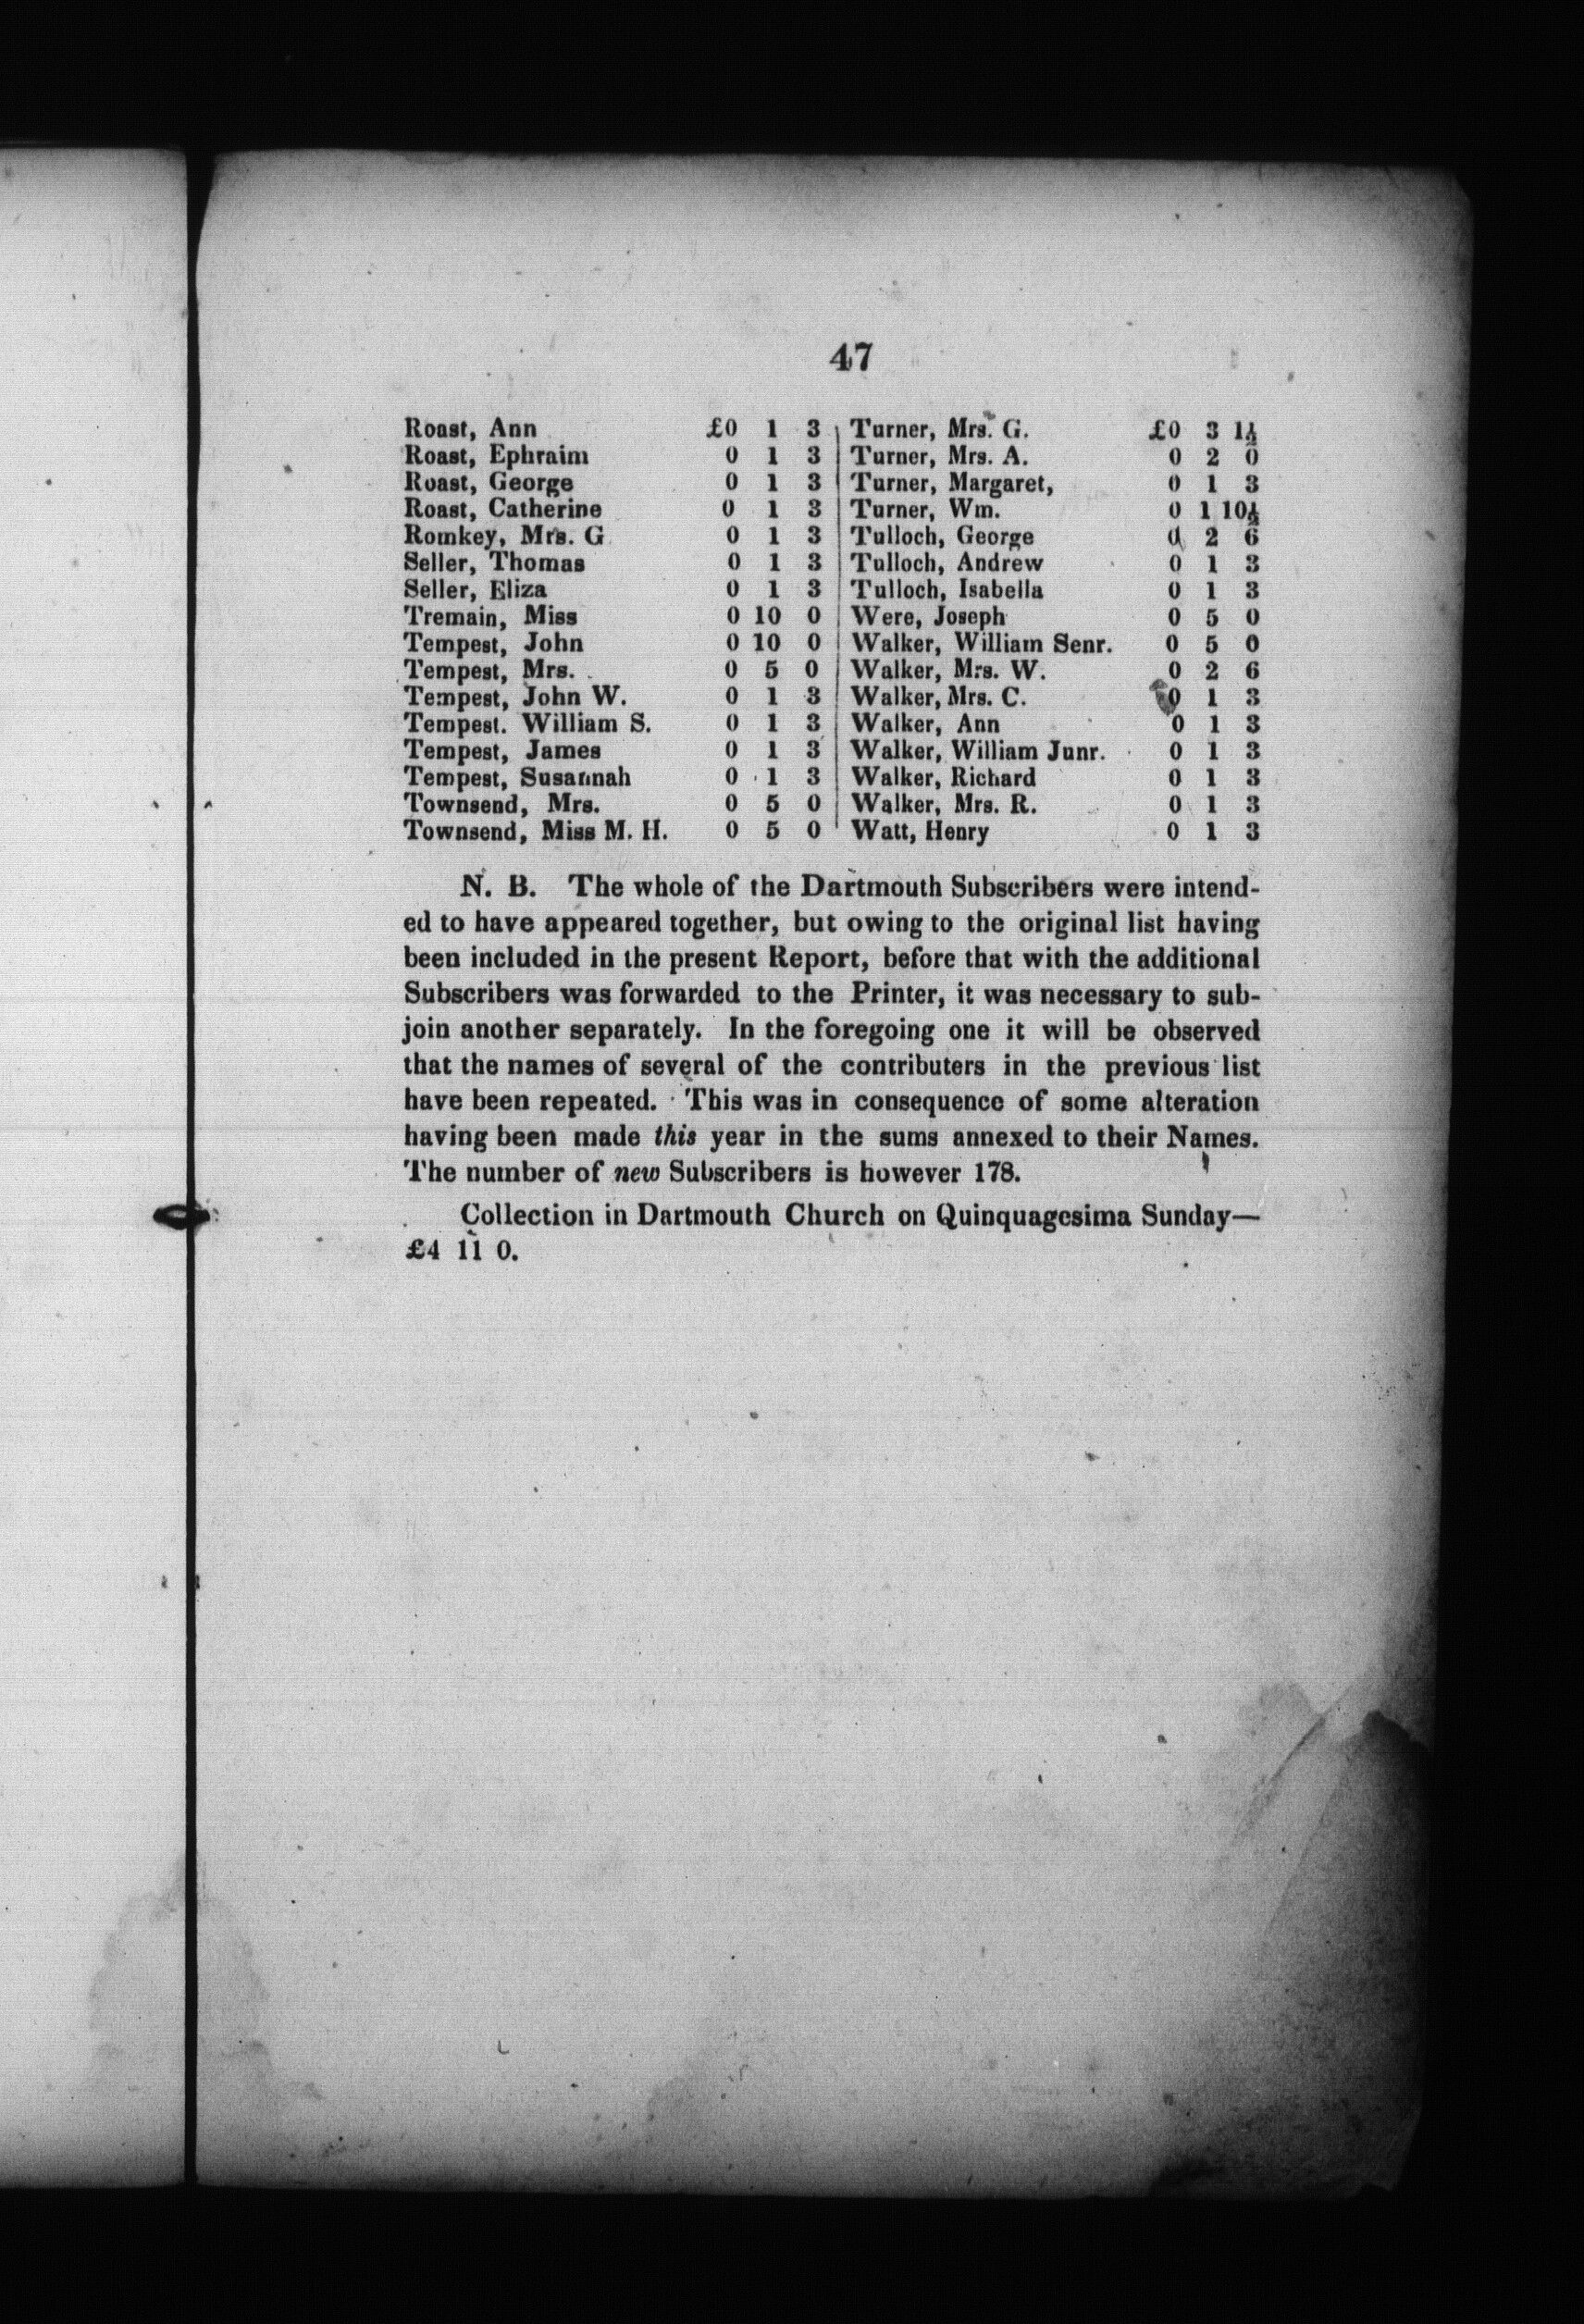 47
Roast, Ann £0 1 3
Roast, Ephraim 0 1 3
Roast, George 0 1 3
Roast, Catherine 0 1 3
Romkey, Mrs. G 0 1 3
Seller, Thomas 0 1 3
Seller, Eliza 0 1 3
Tremain, Miss 0 10 0
Tempest, John 0 10 0
Tempest, Mrs. 0 5 0
Tempest, John W. 0 1 3
Tempest. William S. 0 1 3
Tempest, James 0 1 3
Tempest, Susannah 0 1 3
Townsend, Mrs. 0 5 0
Townsend, Miss M. H. 0 5 0
Turner, Mrs. G. £0 3 1½
Turner, Mrs. A. 0 2 0
Turner, Margaret, 0 1 3
Turner, Wm. 0 1 10½
Tulloch, George 0 2 6
Tulloch, Andrew 0 1 3
Tulloch, Isabella 0 1 3
Were, Joseph 0 5 0
Walker, William Senr. 0 5 0
Walker, Mrs. W. 0 2 6
Walker, Mrs. C. 0 1 3
Walker, Ann 0 1 3
Walker, William Junr. 0 1 3
Walker, Richard 0 1 3
Walker, Mrs. R. 0 1 3
Watt, Henry 0 1 3
N. B. The whole of the Dartmouth Subscribers were intend-
ed to have appeared together, but owing to the original list having
been included in the present Report, before that with the additional
Subscribers was forwarded to the Printer, it was necessary to sub-
join another separately. In the foregoing one it will be observed
that the names of several of the contributers in the previous list
have been repeated. This was in consequence of some alteration
having been made this year in the sums annexed to their Names.
The number of new Subscribers is however 178.
Collection in Dartmouth Church on Quinquagesima Sunday—
£4 11 0.